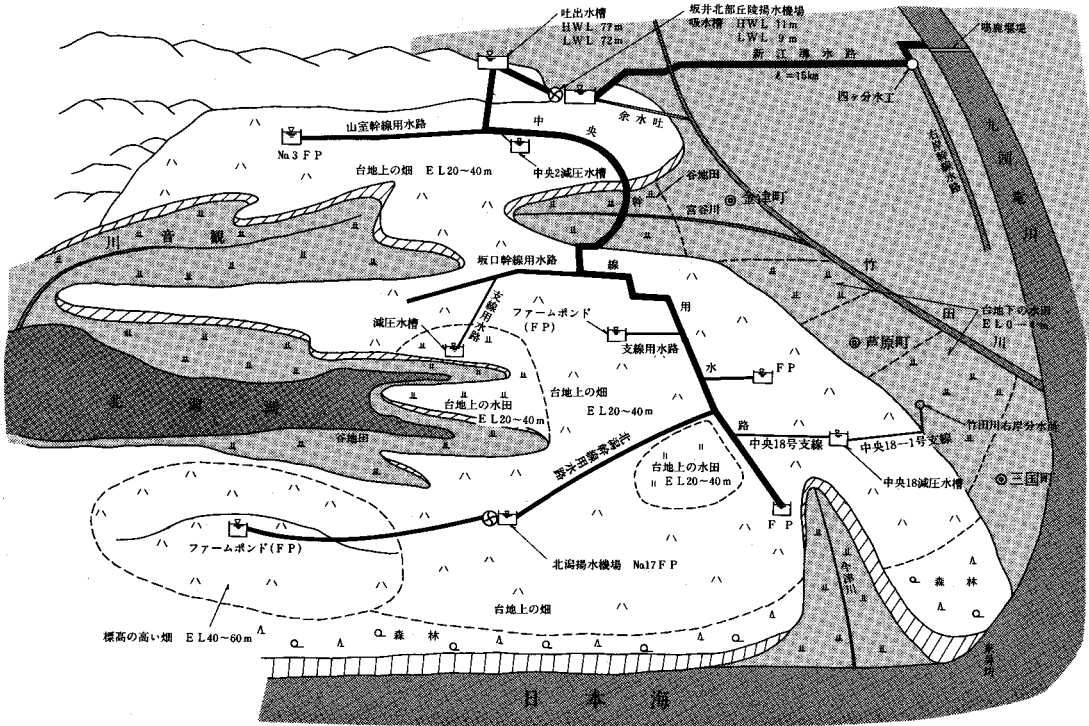 吐出水槽
HWL 77m
LWL 72m
坂井北部丘陵揚水機場
吸水槽 HWL 11m
LWL 9m
鳴鹿堰堤
新江導水路
ℓ=15km
四ヶ分水工
余水吐
山室幹線用水路
中央
No.3 FP
中央2減圧水槽
台地上の畑 EL20~40m
谷地田
幹
宮谷川
金津町
九頭竜川
観音川
坂口幹線用水路
線
竹田川
支線用水路
減圧水槽
ファームポンド
(FP)
支線用水路
用
台地下の水田
EL0~4m
芦原町
台地上の畑
EL20~40m
水
FP
北潟湖
台地上の水田
EL20~40m
谷地田
路
中央18号支線
中央18-1号支線
竹田川右岸分水所
北潟幹線用水路
台地上の水田
EL20~40m
中央18減圧水槽
三国町
FP
ファームポンド(FP)
北潟揚水機場 No.17FP
台地上の畑
森林
標高の高い畑 EL40~60m
森林
日本海